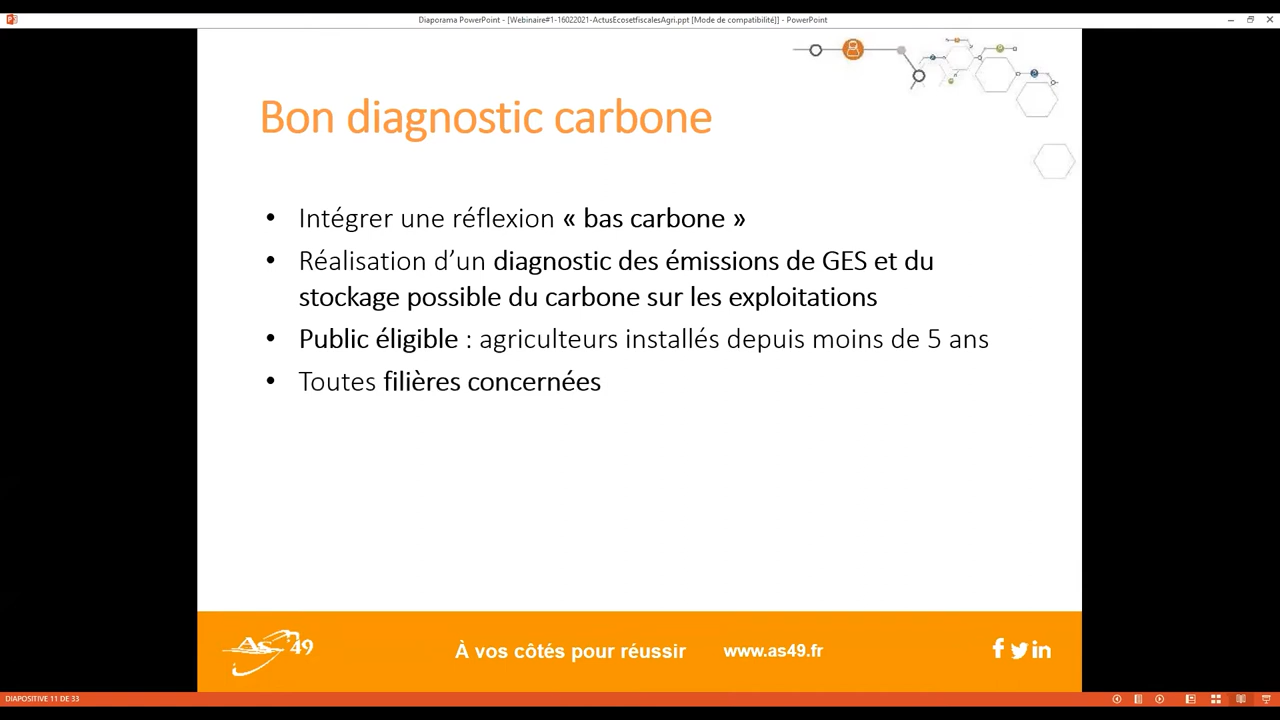 Diaporama PowerPoint - [Webinaire#1-16022021-ActusEcosetfiscalesAgri.ppt [Mode de compatibilité]] - PowerPoint
Bon diagnostic carbone
• Intégrer une réflexion « bas carbone »
• Réalisation d’un diagnostic des émissions de GES et du
stockage possible du carbone sur les exploitations
• Public éligible : agriculteurs installés depuis moins de 5 ans
• Toutes filières concernées
As 49
À vos côtés pour réussir
www.as49.fr
DIAPOSITIVE 11 DE 33